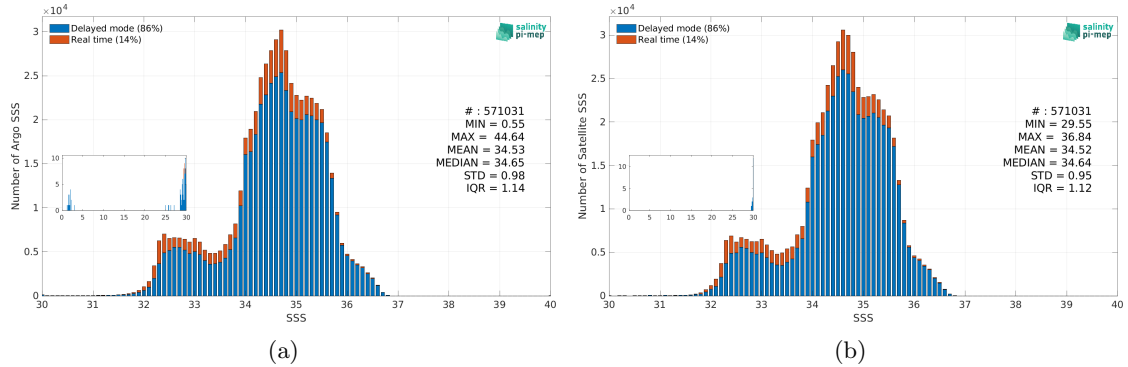 ×10⁴
Delayed mode (86%)
Real time (14%)
salinity
pi-mep
# : 571031
MIN = 0.55
MAX = 44.64
MEAN = 34.53
MEDIAN = 34.65
STD = 0.98
IQR = 1.14
Number of Argo SSS
3
2.5
2
1.5
1
0.5
0
10
5
0
0 5 10 15 20 25 30
30 31 32 33 34 35 36 37 38 39 40
SSS
(a)
×10⁴
Delayed mode (86%)
Real time (14%)
salinity
pi-mep
# : 571031
MIN = 29.55
MAX = 36.84
MEAN = 34.52
MEDIAN = 34.64
STD = 0.95
IQR = 1.12
Number of Satellite SSS
3
2.5
2
1.5
1
0.5
0
10
5
0
0 5 10 15 20 25 30
30 31 32 33 34 35 36 37 38 39 40
SSS
(b)